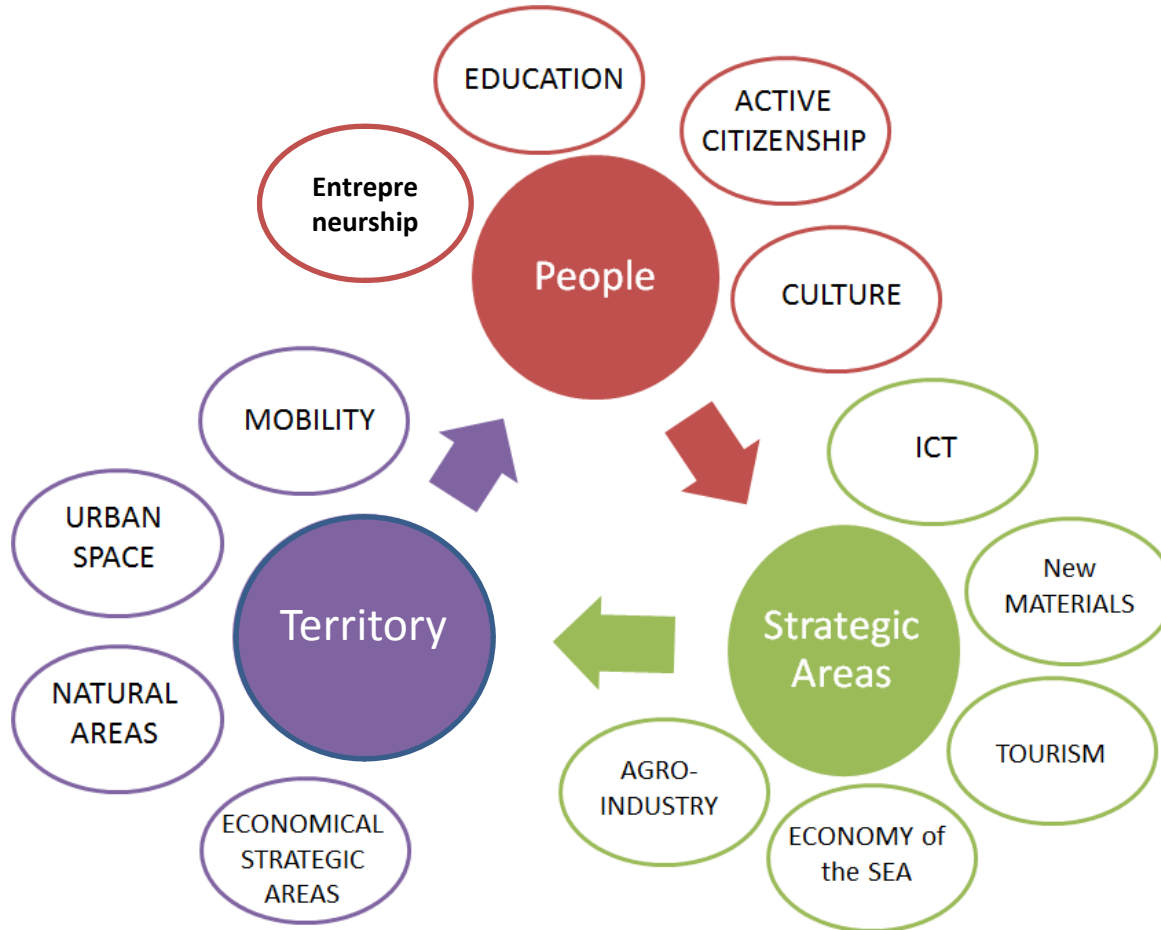 EDUCATION
ACTIVE
CITIZENSHIP
Entrepre
neurship
People
CULTURE
MOBILITY
ICT
URBAN
SPACE
New
MATERIALS
Territory
Strategic
Areas
NATURAL
AREAS
TOURISM
AGRO-
INDUSTRY
ECONOMICAL
STRATEGIC
AREAS
ECONOMY of
the SEA